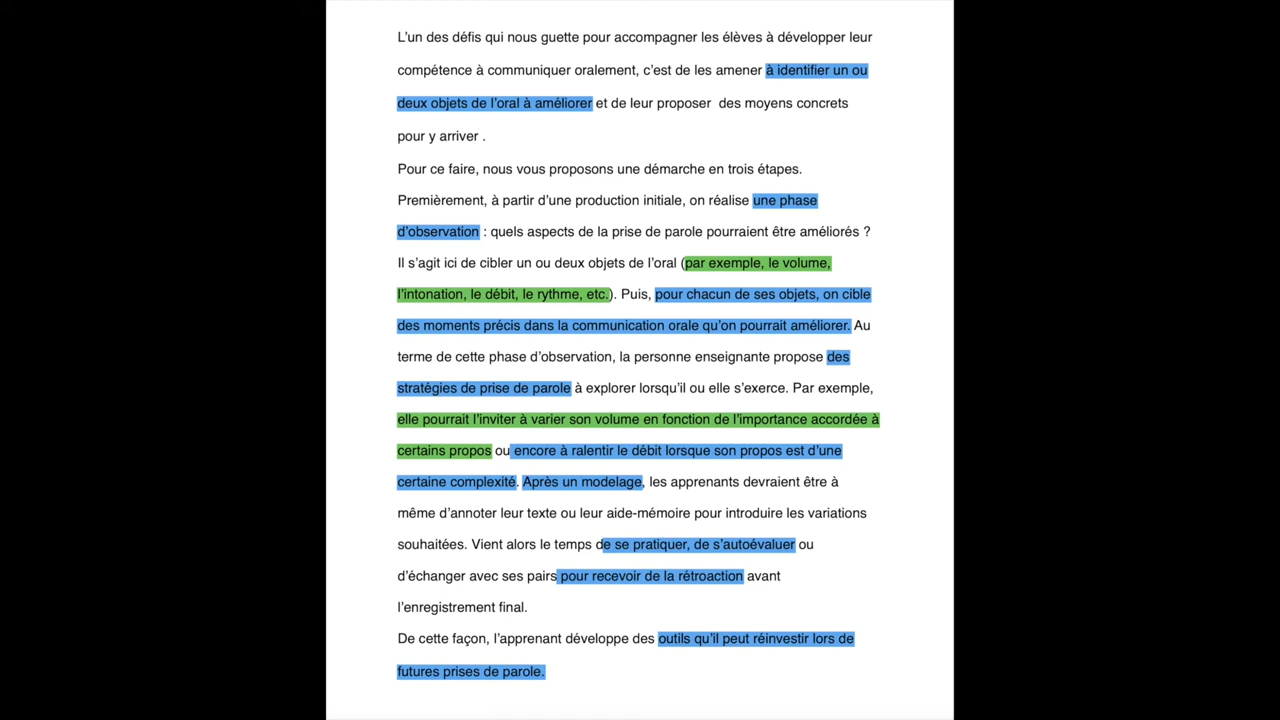 L'un des défis qui nous guette pour accompagner les élèves à développer leur
compétence à communiquer oralement, c'est de les amener à identifier un ou
deux objets de l'oral à améliorer et de leur proposer  des moyens concrets
pour y arriver .
Pour ce faire, nous vous proposons une démarche en trois étapes.
Premièrement, à partir d'une production initiale, on réalise une phase
d'observation : quels aspects de la prise de parole pourraient être améliorés ?
Il s'agit ici de cibler un ou deux objets de l'oral (par exemple, le volume,
l'intonation, le débit, le rythme, etc.). Puis, pour chacun de ses objets, on cible
des moments précis dans la communication orale qu'on pourrait améliorer. Au
terme de cette phase d'observation, la personne enseignante propose des
stratégies de prise de parole à explorer lorsqu'il ou elle s'exerce. Par exemple,
elle pourrait l'inviter à varier son volume en fonction de l'importance accordée à
certains propos ou encore à ralentir le débit lorsque son propos est d'une
certaine complexité. Après un modelage, les apprenants devraient être à
même d'annoter leur texte ou leur aide-mémoire pour introduire les variations
souhaitées. Vient alors le temps de se pratiquer, de s'autoévaluer ou
d'échanger avec ses pairs pour recevoir de la rétroaction avant
l'enregistrement final.
De cette façon, l'apprenant développe des outils qu'il peut réinvestir lors de
futures prises de parole.